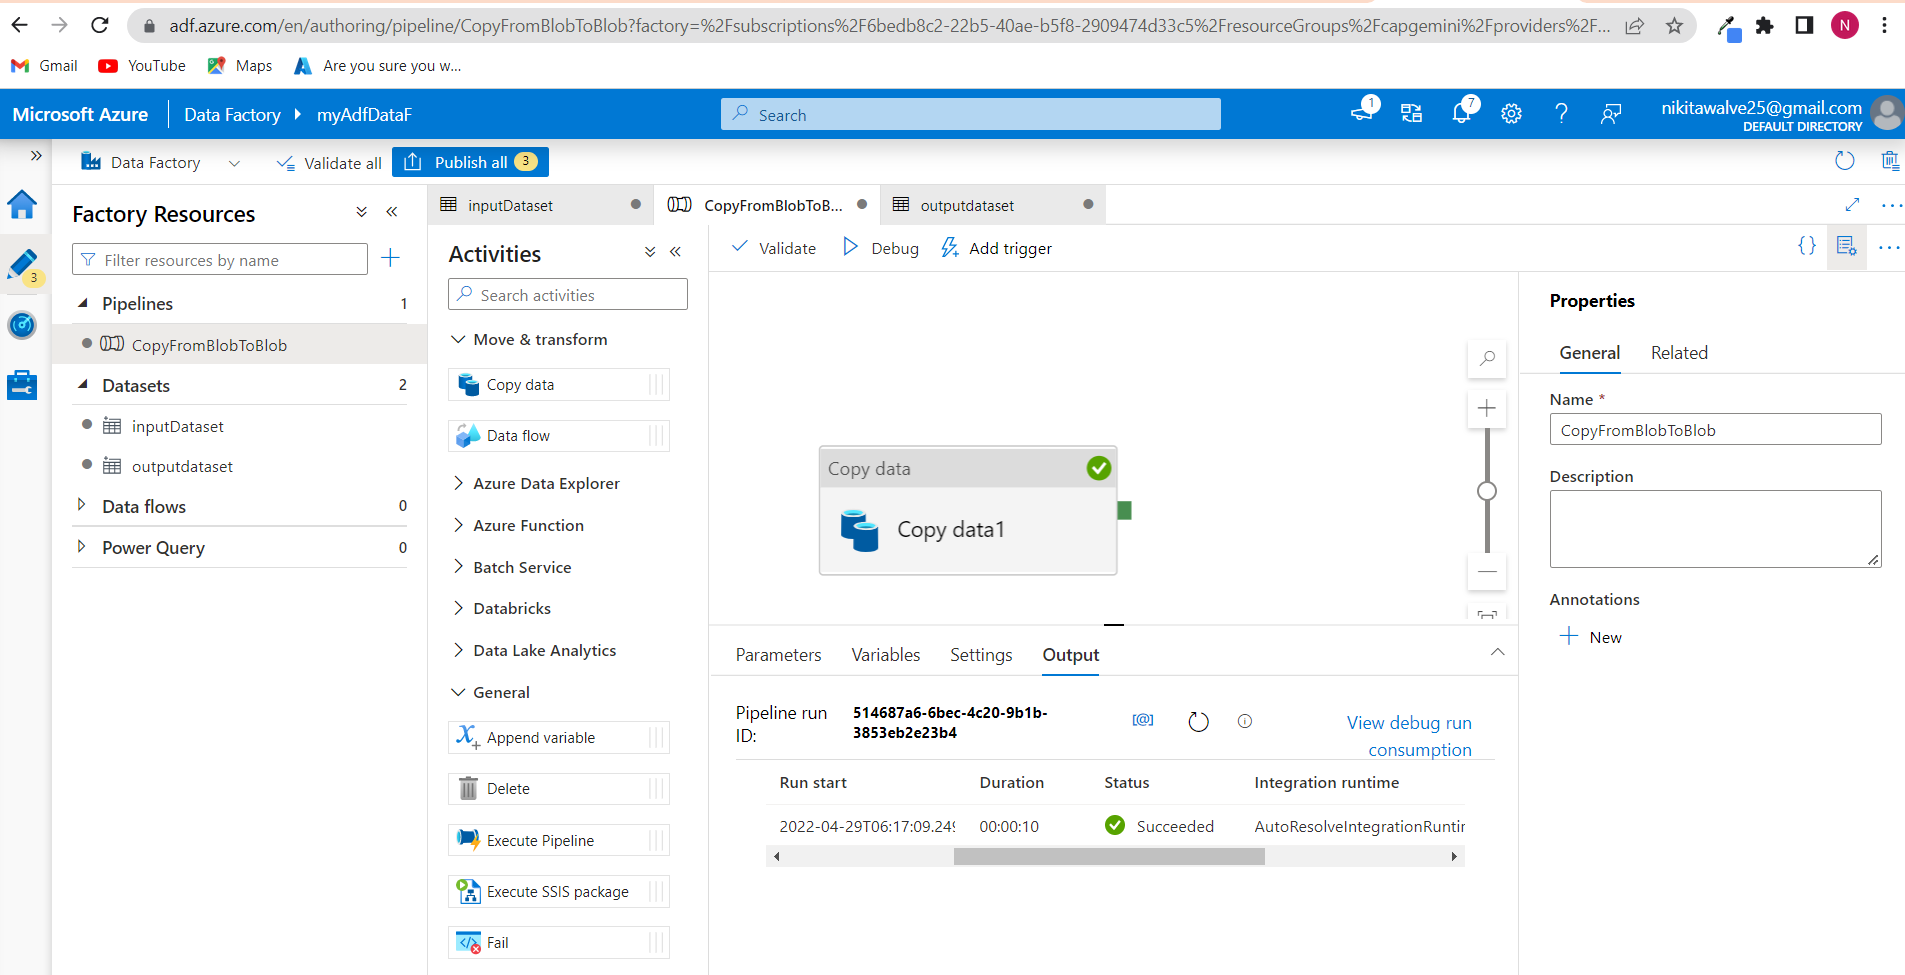 adf.azure.com/en/authoring/pipeline/CopyFromBlobToBlob?factory=%2Fsubscriptions%2F6bedb8c2-22b5-40ae-b5f8-2909474d33c5%2FresourceGroups%2Fcapgemini%2Fproviders%2F...
N
Gmail YouTube Maps Are you sure you w...
Microsoft Azure Data Factory myAdfDataF
Search
1
7
nikitawalve25@gmail.com
DEFAULT DIRECTORY
Data Factory Validate all Publish all 3
3
Factory Resources
Filter resources by name
Pipelines 1
CopyFromBlobToBlob
Datasets 2
inputDataset
outputdataset
Data flows 0
Power Query 0
inputDataset CopyFromBlobToB... outputdataset
Activities
Search activities
Move & transform
Copy data
Data flow
Azure Data Explorer
Azure Function
Batch Service
Databricks
Data Lake Analytics
General
Append variable
Delete
Execute Pipeline
Execute SSIS package
Fail
Validate Debug Add trigger
{}
Copy data
Copy data1
Parameters Variables Settings Output
Pipeline run
ID:
514687a6-6bec-4c20-9b1b-
3853eb2e23b4
[@]
View debug run
consumption
Run start Duration Status Integration runtime
2022-04-29T06:17:09.249 00:00:10 Succeeded AutoResolveIntegrationRuntir
Properties
General Related
Name *
CopyFromBlobToBlob
Description
Annotations
New